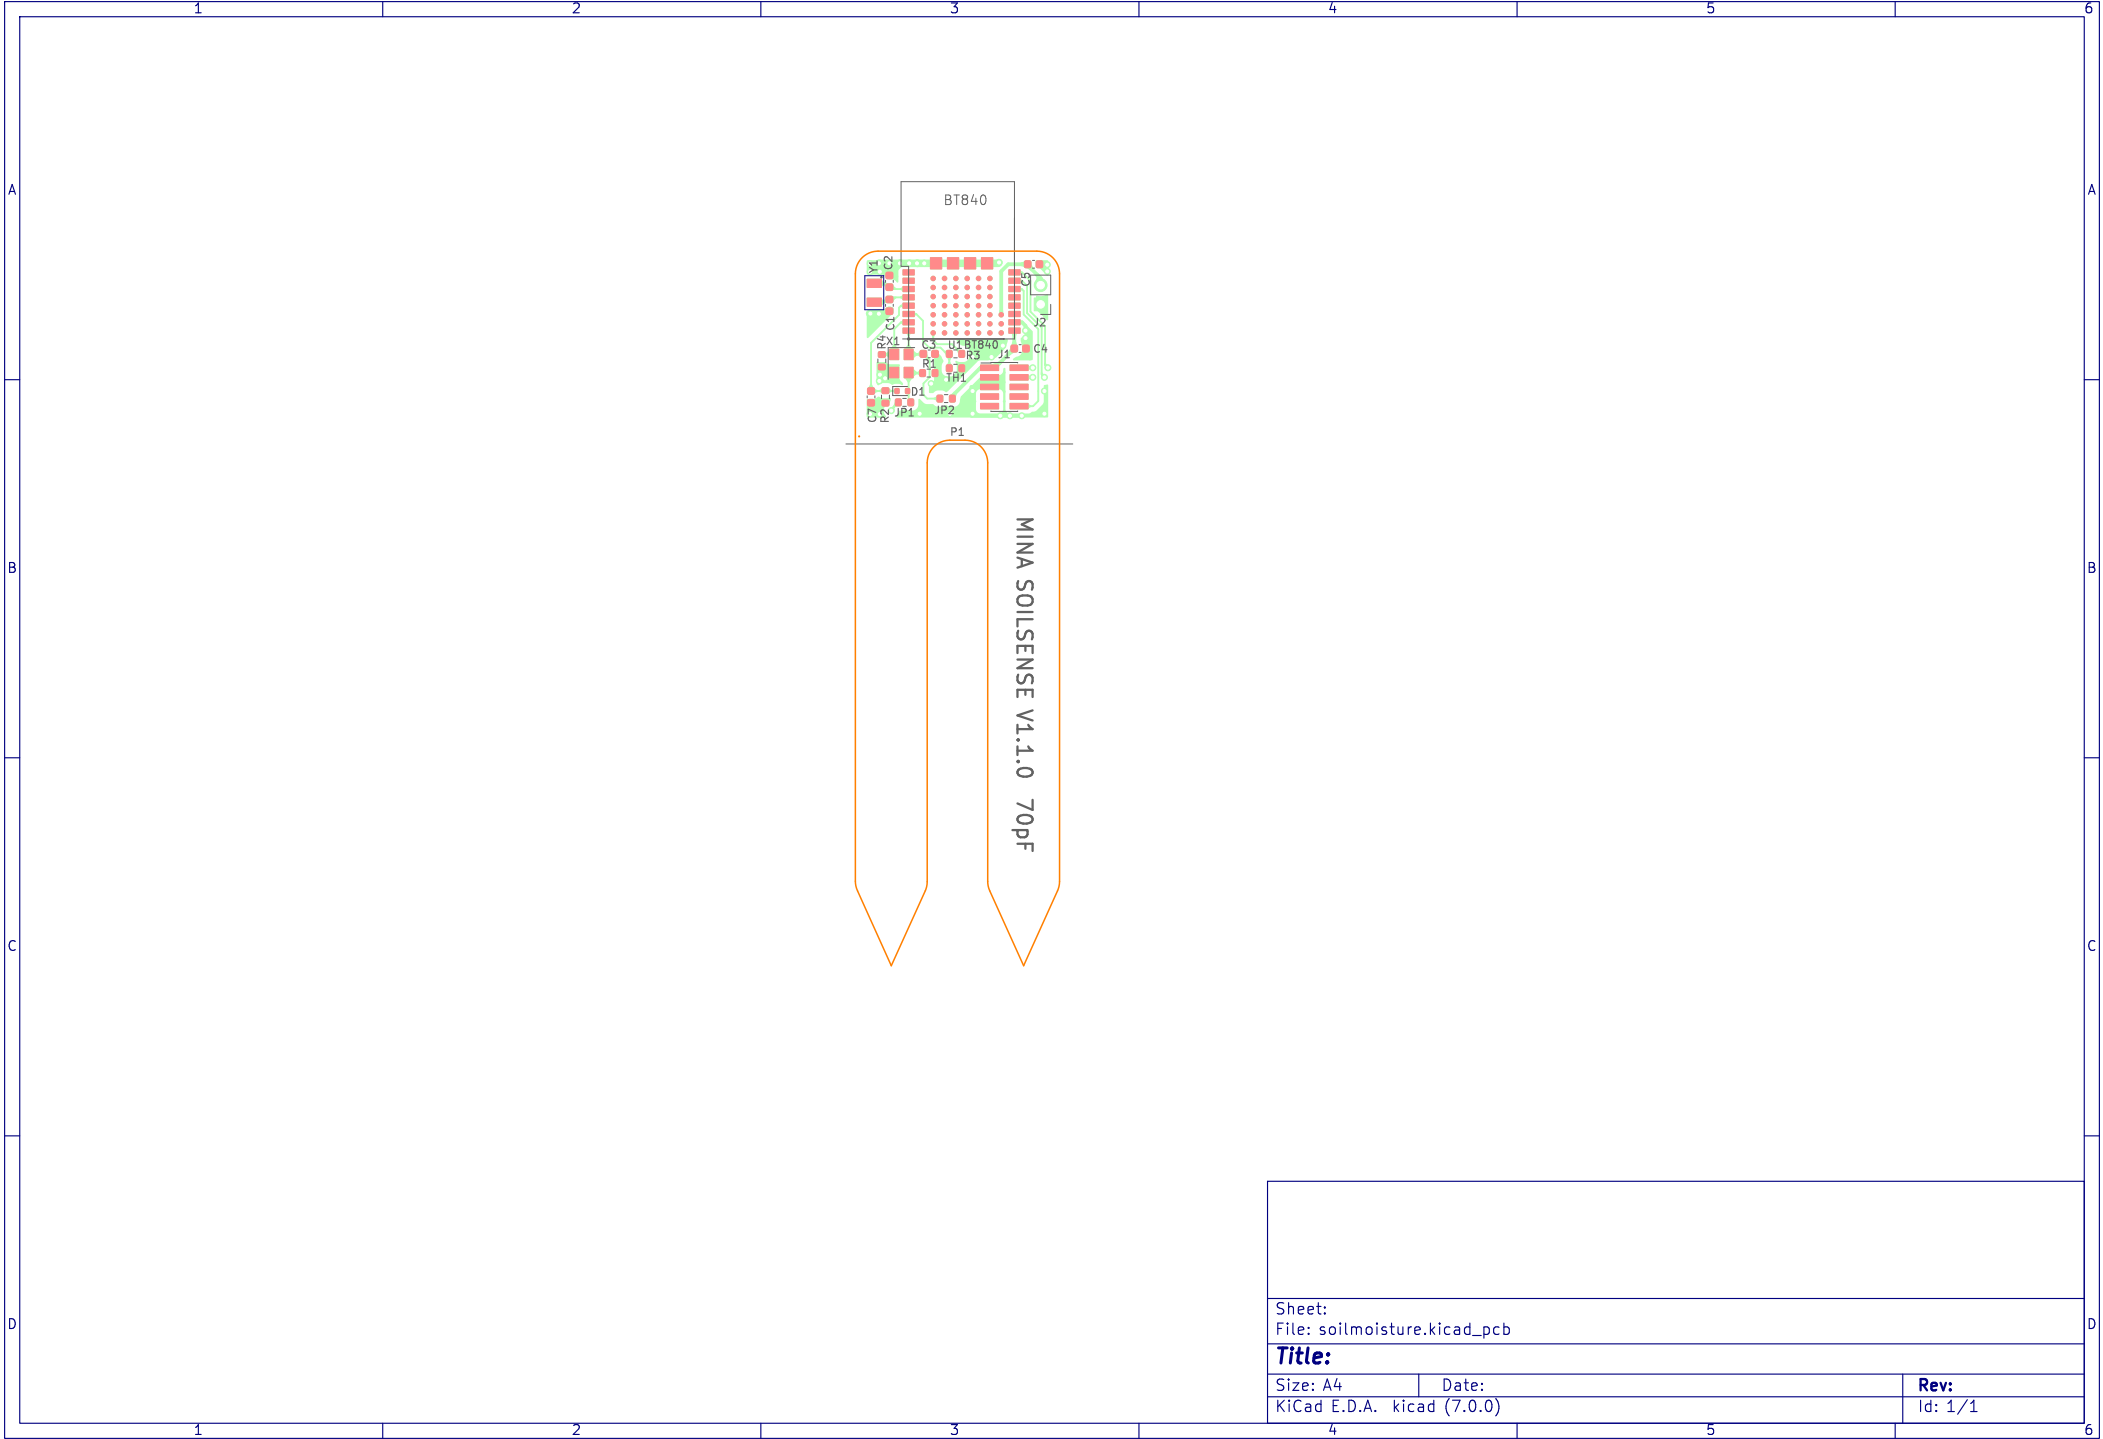 1 2 3 4 5 6
A A
BT840
Y1 C2
C5
C1 J2
R4 X1 C3 U1 BT840 C4
R3 J1
R1
TH1
D1
C7 R2 JP1 JP2
P1
B B
MINA SOILSENSE V1.1.0 70pF
C C
D D
Sheet:
File: soilmoisture.kicad_pcb
Title:
Size: A4 Date: Rev:
KiCad E.D.A. kicad (7.0.0) Id: 1/1
1 2 3 4 5 6